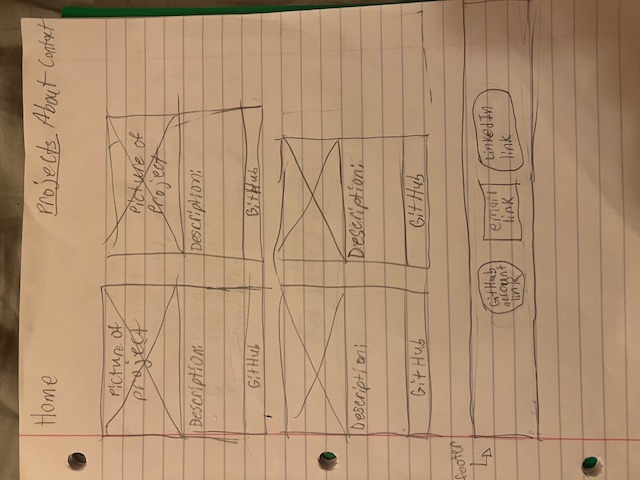 Home Projects About Contact
Picture of
project
Picture of
Project
Description:
Description:
GitHub
GitHub
Description:
Description:
GitHub
GitHub
footer
GitHub
account
link
email
link
LinkedIn
link